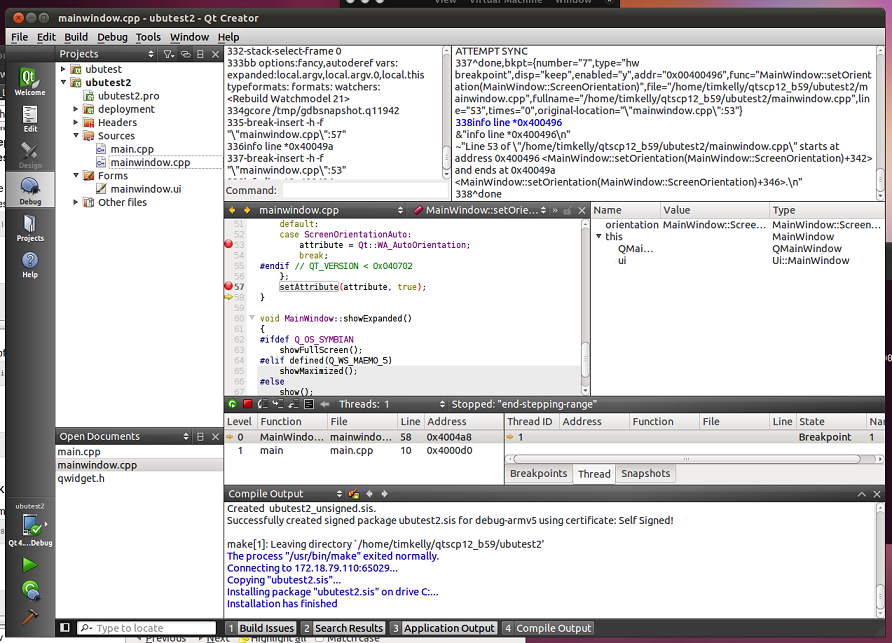 View Virtual Machine Window
mainwindow.cpp - ubutest2 - Qt Creator
File Edit Build Debug Tools Window Help
Projects
ubutest
ubutest2
ubutest2.pro
deployment
Headers
Sources
main.cpp
mainwindow.cpp
Forms
mainwindow.ui
Other files
Welcome
Edit
Design
Debug
Projects
Help
332-stack-select-frame 0
333bb options:fancy,autoderef vars:
expanded:local.argv,local.argv.0,local.this
typeformats: formats: watchers:
<Rebuild Watchmodel 21>
334gcore /tmp/gdbsnapshot.q11942
335-break-insert -h -f
"\"mainwindow.cpp\":57"
336info line *0x40049a
337-break-insert -h -f
"\"mainwindow.cpp\":53"
Command:
ATTEMPT SYNC
337^done,bkpt={number="7",type="hw
breakpoint",disp="keep",enabled="y",addr="0x00400496",func="MainWindow::setOrient
ation(MainWindow::ScreenOrientation)",file="/home/timkelly/qtscp12_b59/ubutest2/m
ainwindow.cpp",fullname="/home/timkelly/qtscp12_b59/ubutest2/mainwindow.cpp",lin
e="53",times="0",original-location="\"mainwindow.cpp\":53"}
338info line *0x400496
&"info line *0x400496\n"
~"Line 53 of \"/home/timkelly/qtscp12_b59/ubutest2/mainwindow.cpp\" starts at
address 0x400496 <MainWindow::setOrientation(MainWindow::ScreenOrientation)+342>
and ends at 0x40049a
<MainWindow::setOrientation(MainWindow::ScreenOrientation)+346>.\n"
338^done
mainwindow.cpp MainWindow::setOrie... »
51 default:
52 case ScreenOrientationAuto:
53 attribute = Qt::WA_AutoOrientation;
54 break;
55 #endif // QT_VERSION < 0x040702
56 };
57 setAttribute(attribute, true);
58 }
59
60 void MainWindow::showExpanded()
61 {
62 #ifdef Q_OS_SYMBIAN
63 showFullScreen();
64 #elif defined(Q_WS_MAEMO_5)
65 showMaximized();
66 #else
67 show();
Name Value Type
orientation MainWindow::Scree... MainWindow::Screen...
this MainWindow
QMai... QMainWindow
ui Ui::MainWindow
Threads: 1 Stopped: "end-stepping-range"
Level Function File Line Address
0 MainWindo... mainwindo... 58 0x4004a8
1 main main.cpp 10 0x4000d0
Thread ID Address Function File Line State Nar
1 Breakpoint 1
Breakpoints Thread Snapshots
Open Documents
main.cpp
mainwindow.cpp
qwidget.h
ubutest2
Qt 4....Debug
Compile Output
Created ubutest2_unsigned.sis.
Successfully created signed package ubutest2.sis for debug-armv5 using certificate: Self Signed!
make[1]: Leaving directory `/home/timkelly/qtscp12_b59/ubutest2'
The process "/usr/bin/make" exited normally.
Connecting to 172.18.79.110:65029...
Copying "ubutest2.sis"...
Installing package "ubutest2.sis" on drive C:...
Installation has finished
Type to locate
1 Build Issues 2 Search Results 3 Application Output 4 Compile Output
Previous Next Highlight all Match case